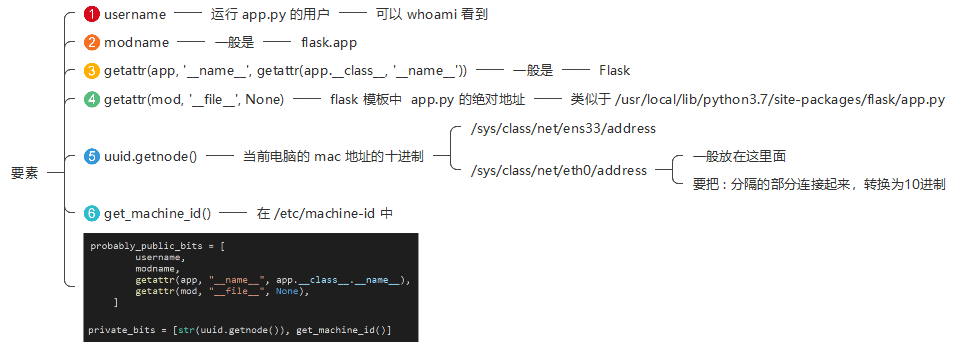 要素
1 username 运行 app.py 的用户 可以 whoami 看到
2 modname 一般是 flask.app
3 getattr(app, '__name__', getattr(app.__class__, '__name__')) 一般是 Flask
4 getattr(mod, '__file__', None) flask 模板中 app.py 的绝对地址 类似于 /usr/local/lib/python3.7/site-packages/flask/app.py
5 uuid.getnode() 当前电脑的 mac 地址的十进制
/sys/class/net/ens33/address
/sys/class/net/eth0/address
一般放在这里面
要把 : 分隔的部分连接起来，转换为10进制
6 get_machine_id() 在 /etc/machine-id 中
probably_public_bits = [
username,
modname,
getattr(app, "__name__", app.__class__.__name__),
getattr(mod, "__file__", None),
]
private_bits = [str(uuid.getnode()), get_machine_id()]